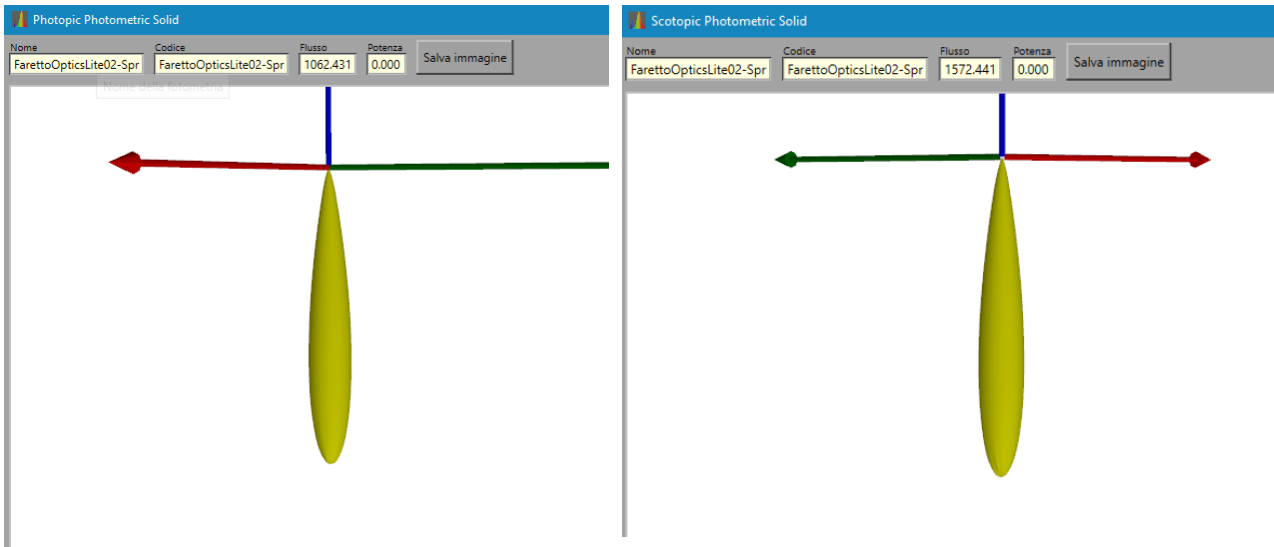 Photopic Photometric Solid
Nome Codice Flusso Potenza
FarettoOpticsLite02-Spr FarettoOpticsLite02-Spr 1062.431 0.000 Salva immagine
Nome della fotometria
Scotopic Photometric Solid
Nome Codice Flusso Potenza
FarettoOpticsLite02-Spr FarettoOpticsLite02-Spr 1572.441 0.000 Salva immagine